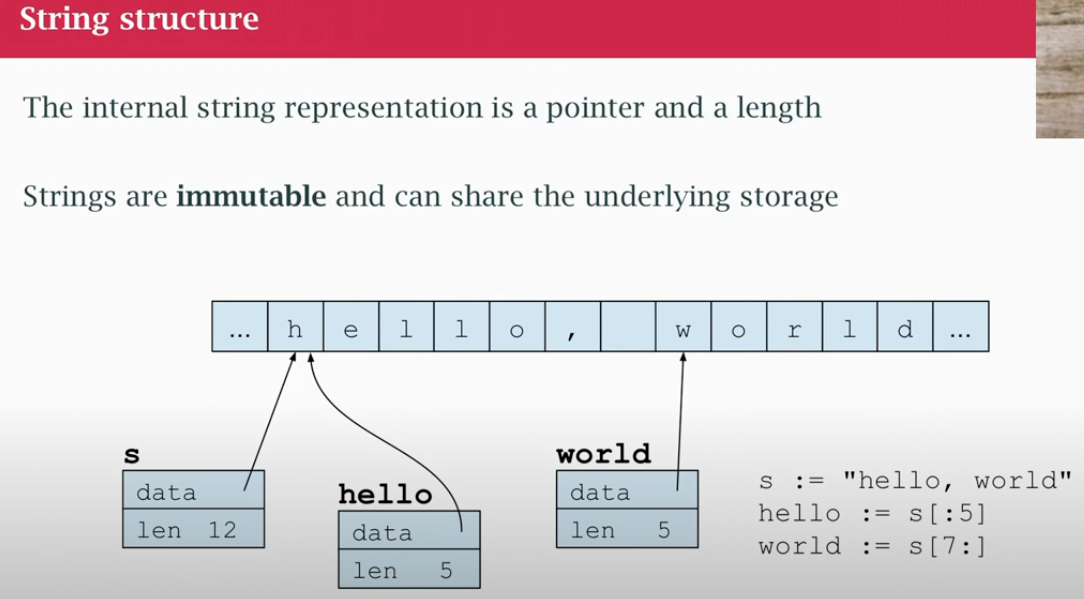 String structure
The internal string representation is a pointer and a length
Strings are immutable and can share the underlying storage
... h e l l o , w o r l d ...
s
data
len 12
hello
data
len 5
world
data
len 5
s := "hello, world"
hello := s[:5]
world := s[7:]